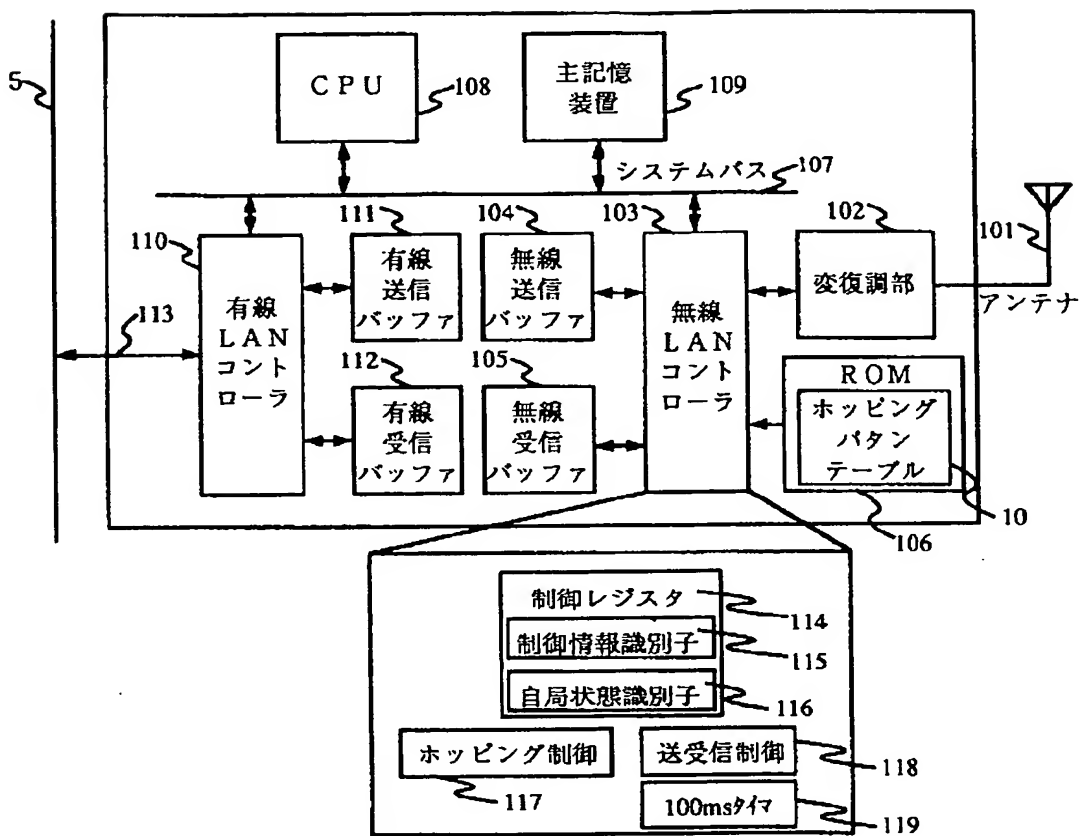 5
CPU
108
主記憶
装置
109
システムバス
107
101
アンテナ
110
有線
LAN
コント
ローラ
113
111
有線
送信
バッファ
104
無線
送信
バッファ
103
無線
LAN
コント
ローラ
102
変復調部
112
有線
受信
バッファ
105
無線
受信
バッファ
ROM
ホッピング
パタン
テーブル
106
10
制御レジスタ
114
制御情報識別子
115
自局状態識別子
116
ホッピング制御
117
送受信制御
118
100msタイマ
119